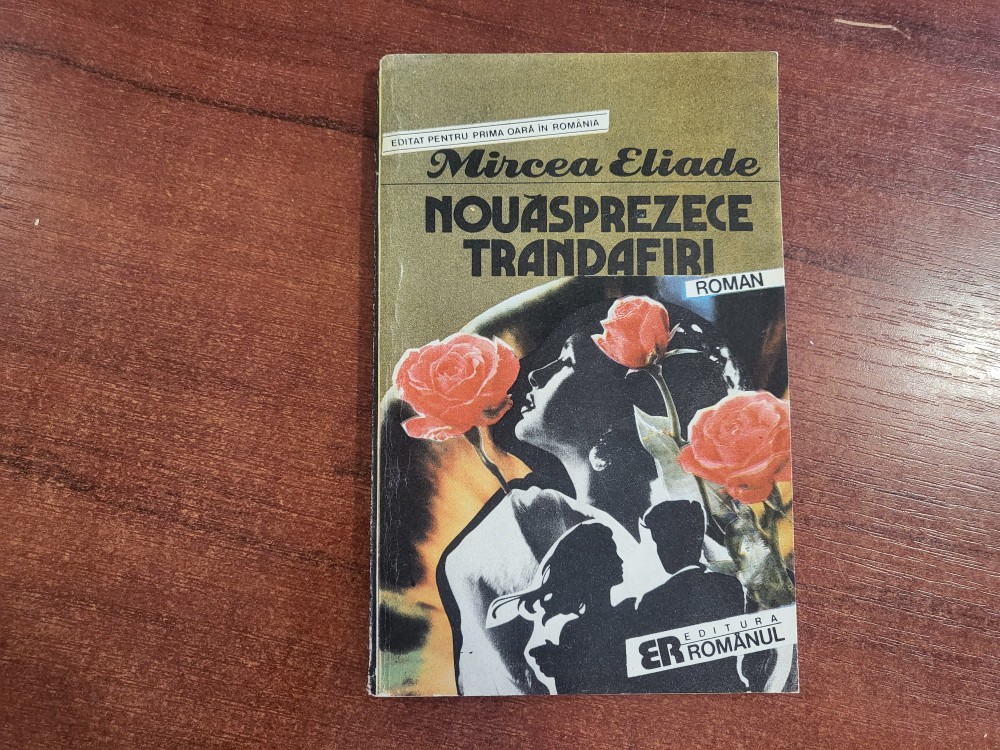 EDITAT PENTRU PRIMA OARĂ ÎN ROMÂNIA
Mircea Eliade
NOUĂSPREZECE
TRANDAFIRI
ROMAN
ER EDITURA
ROMÂNUL